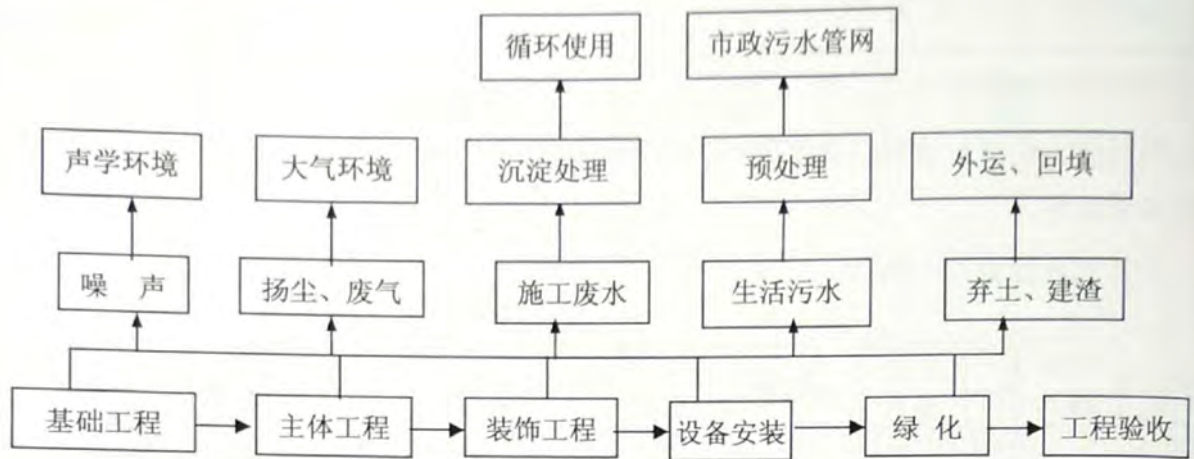 循环使用
市政污水管网
声学环境
大气环境
沉淀处理
预处理
外运、回填
噪 声
扬尘、废气
施工废水
生活污水
弃土、建渣
基础工程
主体工程
装饰工程
设备安装
绿 化
工程验收